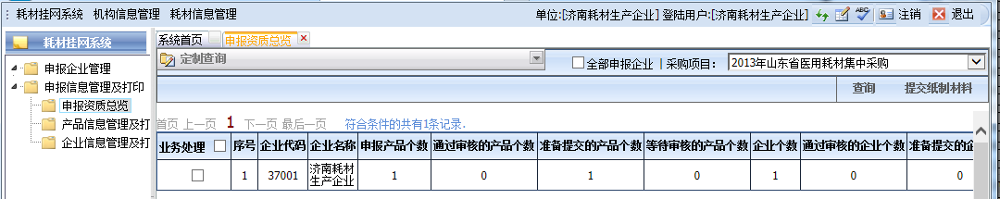 耗材挂网系统 机构信息管理 耗材信息管理 单位:[济南耗材生产企业] 登陆用户:[济南耗材生产企业] ABC 注销 退出
耗材挂网系统
申报企业管理
申报信息管理及打印
申报资质总览
产品信息管理及打
企业信息管理及打
系统首页 申报资质总览
定制查询 全部申报企业 | 采购项目: 2013年山东省医用耗材集中采购
查询 提交纸制材料
首页 上一页 1 下一页 最后一页 符合条件的共有1条记录.
业务处理 序号 企业代码 企业名称 申报产品个数 通过审核的产品个数 准备提交的产品个数 等待审核的产品个数 企业个数 通过审核的企业个数 准备提交的企
1 37001 济南耗材生产企业 1 0 1 0 1 0 0